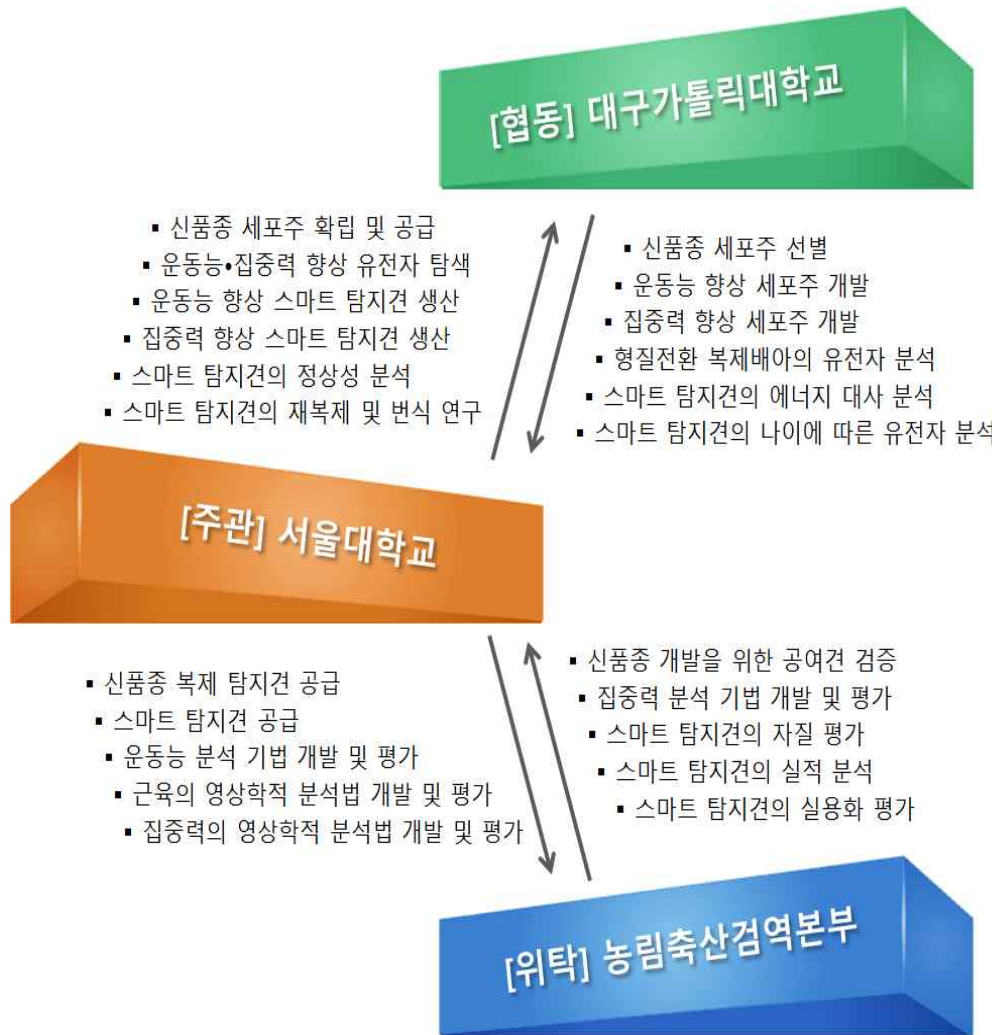 [협동] 대구가톨릭대학교
▪ 신품종 세포주 확립 및 공급
▪ 운동능•집중력 향상 유전자 탐색
▪ 운동능 향상 스마트 탐지견 생산
▪ 집중력 향상 스마트 탐지견 생산
▪ 스마트 탐지견의 정상성 분석
▪ 스마트 탐지견의 재복제 및 번식 연구
▪ 신품종 세포주 선별
▪ 운동능 향상 세포주 개발
▪ 집중력 향상 세포주 개발
▪ 형질전환 복제배아의 유전자 분석
▪ 스마트 탐지견의 에너지 대사 분석
▪ 스마트 탐지견의 나이에 따른 유전자 분석
[주관] 서울대학교
▪ 신품종 복제 탐지견 공급
▪ 스마트 탐지견 공급
▪ 운동능 분석 기법 개발 및 평가
▪ 근육의 영상학적 분석법 개발 및 평가
▪ 집중력의 영상학적 분석법 개발 및 평가
▪ 신품종 개발을 위한 공여견 검증
▪ 집중력 분석 기법 개발 및 평가
▪ 스마트 탐지견의 자질 평가
▪ 스마트 탐지견의 실적 분석
▪ 스마트 탐지견의 실용화 평가
[위탁] 농림축산검역본부